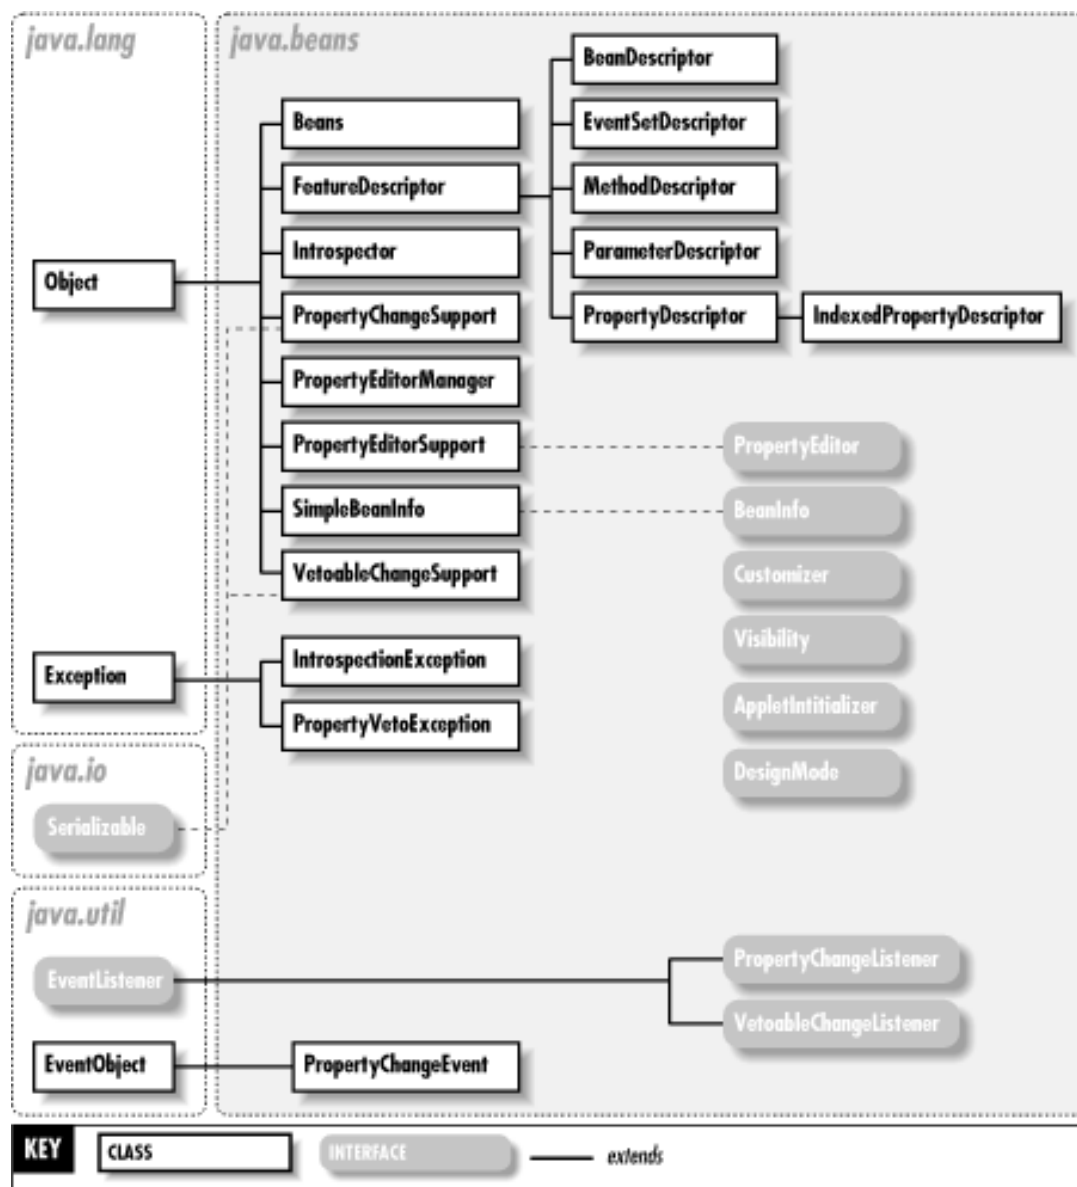 java.lang
java.beans
BeanDescriptor
Beans
EventSetDescriptor
FeatureDescriptor
MethodDescriptor
Introspector
ParameterDescriptor
Object
PropertyChangeSupport
PropertyDescriptor
IndexedPropertyDescriptor
PropertyEditorManager
PropertyEditorSupport
PropertyEditor
SimpleBeanInfo
BeanInfo
VetoableChangeSupport
Customizer
Visibility
Exception
IntrospectionException
AppletIntitializer
PropertyVetoException
DesignMode
java.io
Serializable
java.util
EventListener
PropertyChangeListener
VetoableChangeListener
EventObject
PropertyChangeEvent
KEY
CLASS
INTERFACE
extends